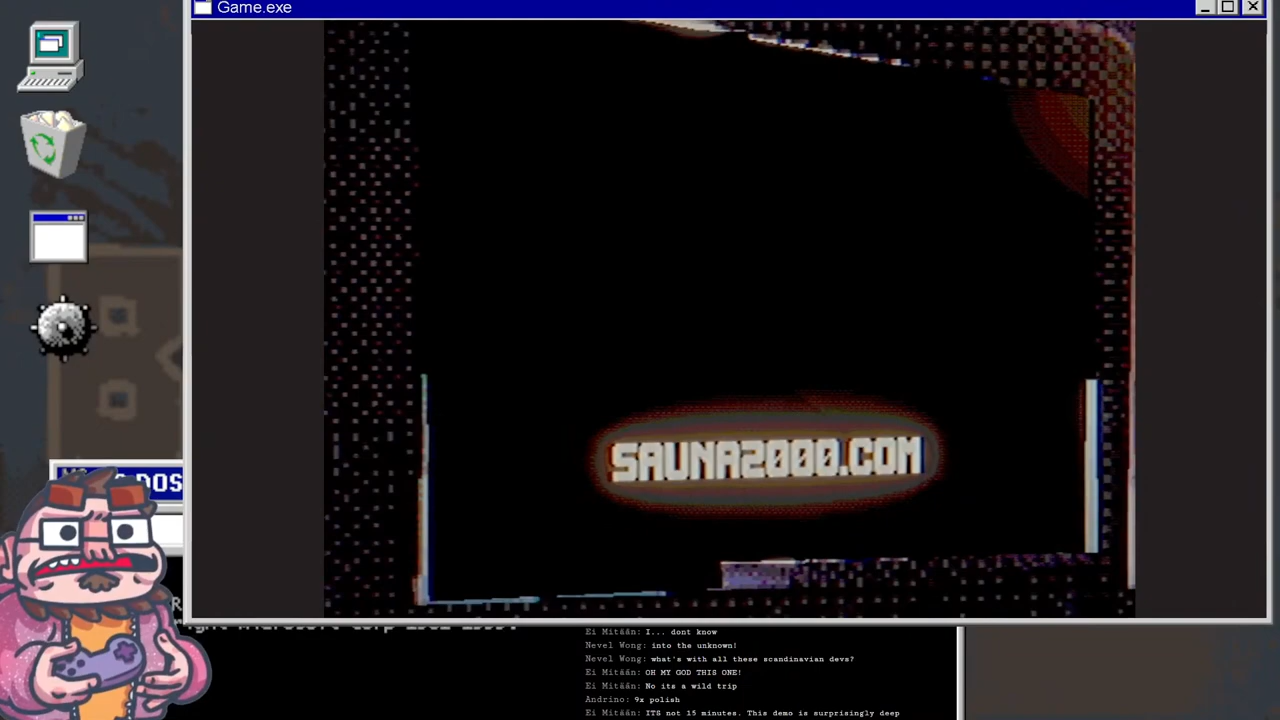 Game.exe
SAUNA2000.COM
DOS
Ei Mitään: I... dont know
Nevel Wong: into the unknown!
Nevel Wong: what's with all these scandinavian devs?
Ei Mitään: OH MY GOD THIS ONE!
Ei Mitään: No its a wild trip
Andrino: 9x polish
Ei Mitään: ITS not 15 minutes. This demo is surprisingly deep